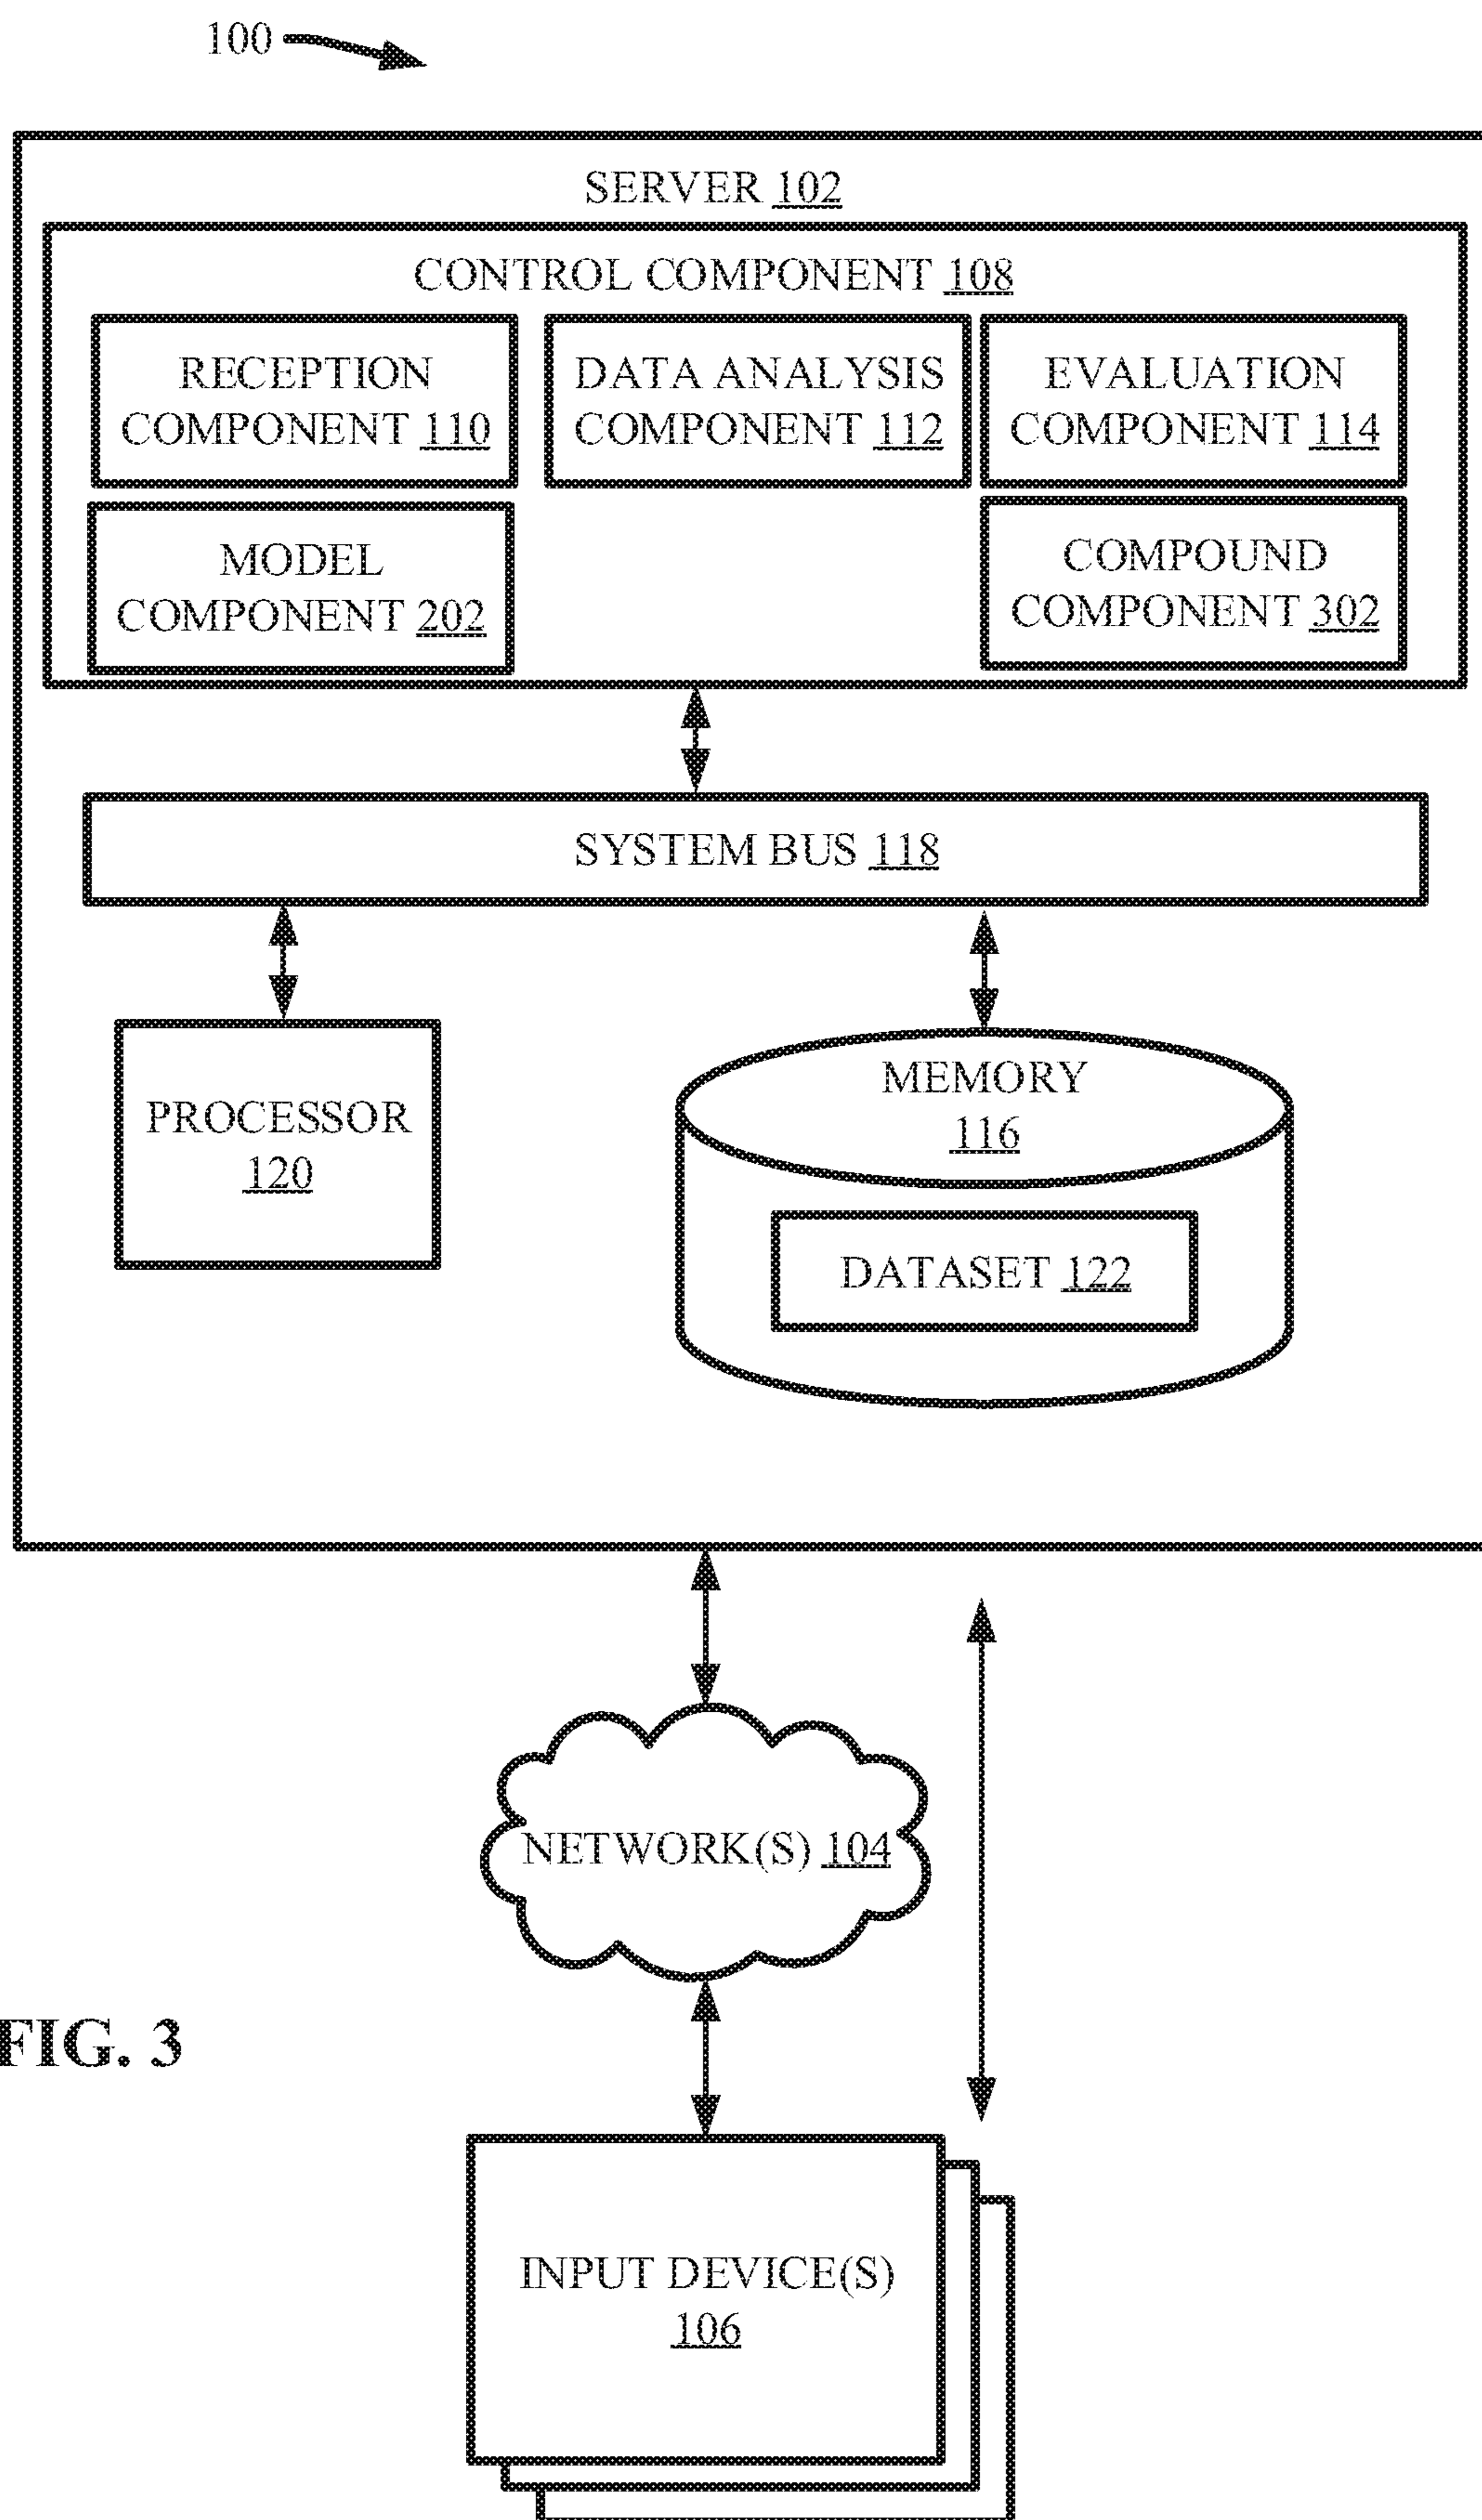 100
SERVER 102
CONTROL COMPONENT 108
RECEPTION
COMPONENT 110
DATA ANALYSIS
COMPONENT 112
EVALUATION
COMPONENT 114
MODEL
COMPONENT 202
COMPOUND
COMPONENT 302
SYSTEM BUS 118
PROCESSOR
120
MEMORY
116
DATASET 122
NETWORK(S) 104
FIG. 3
INPUT DEVICE(S)
106